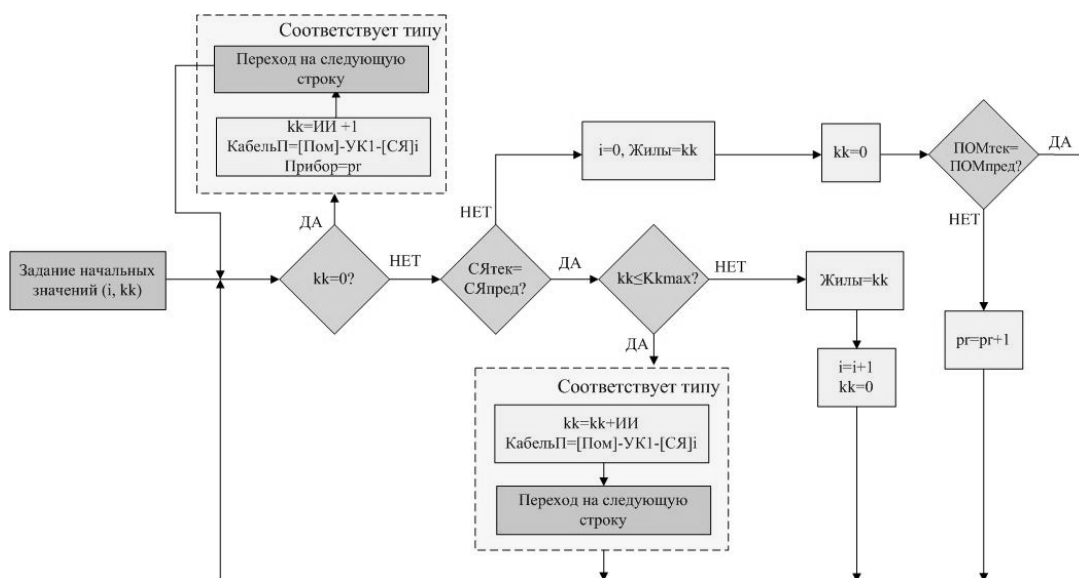 Соответствует типу
Переход на следующую
строку
kk=ИИ +1
КабельП=[Пом]-УК1-[СЯ]i
Прибор=pr
ДА
Задание начальных
значений (i, kk)
kk=0?
НЕТ
СЯтек=
СЯпред?
НЕТ
ДА
i=0, Жилы=kk
kk=0
ПОМтек=
ПОМпред?
ДА
НЕТ
pr=pr+1
kk≤Kkmax?
НЕТ
Жилы=kk
i=i+1
kk=0
ДА
Соответствует типу
kk=kk+ИИ
КабельП=[Пом]-УК1-[СЯ]i
Переход на следующую
строку